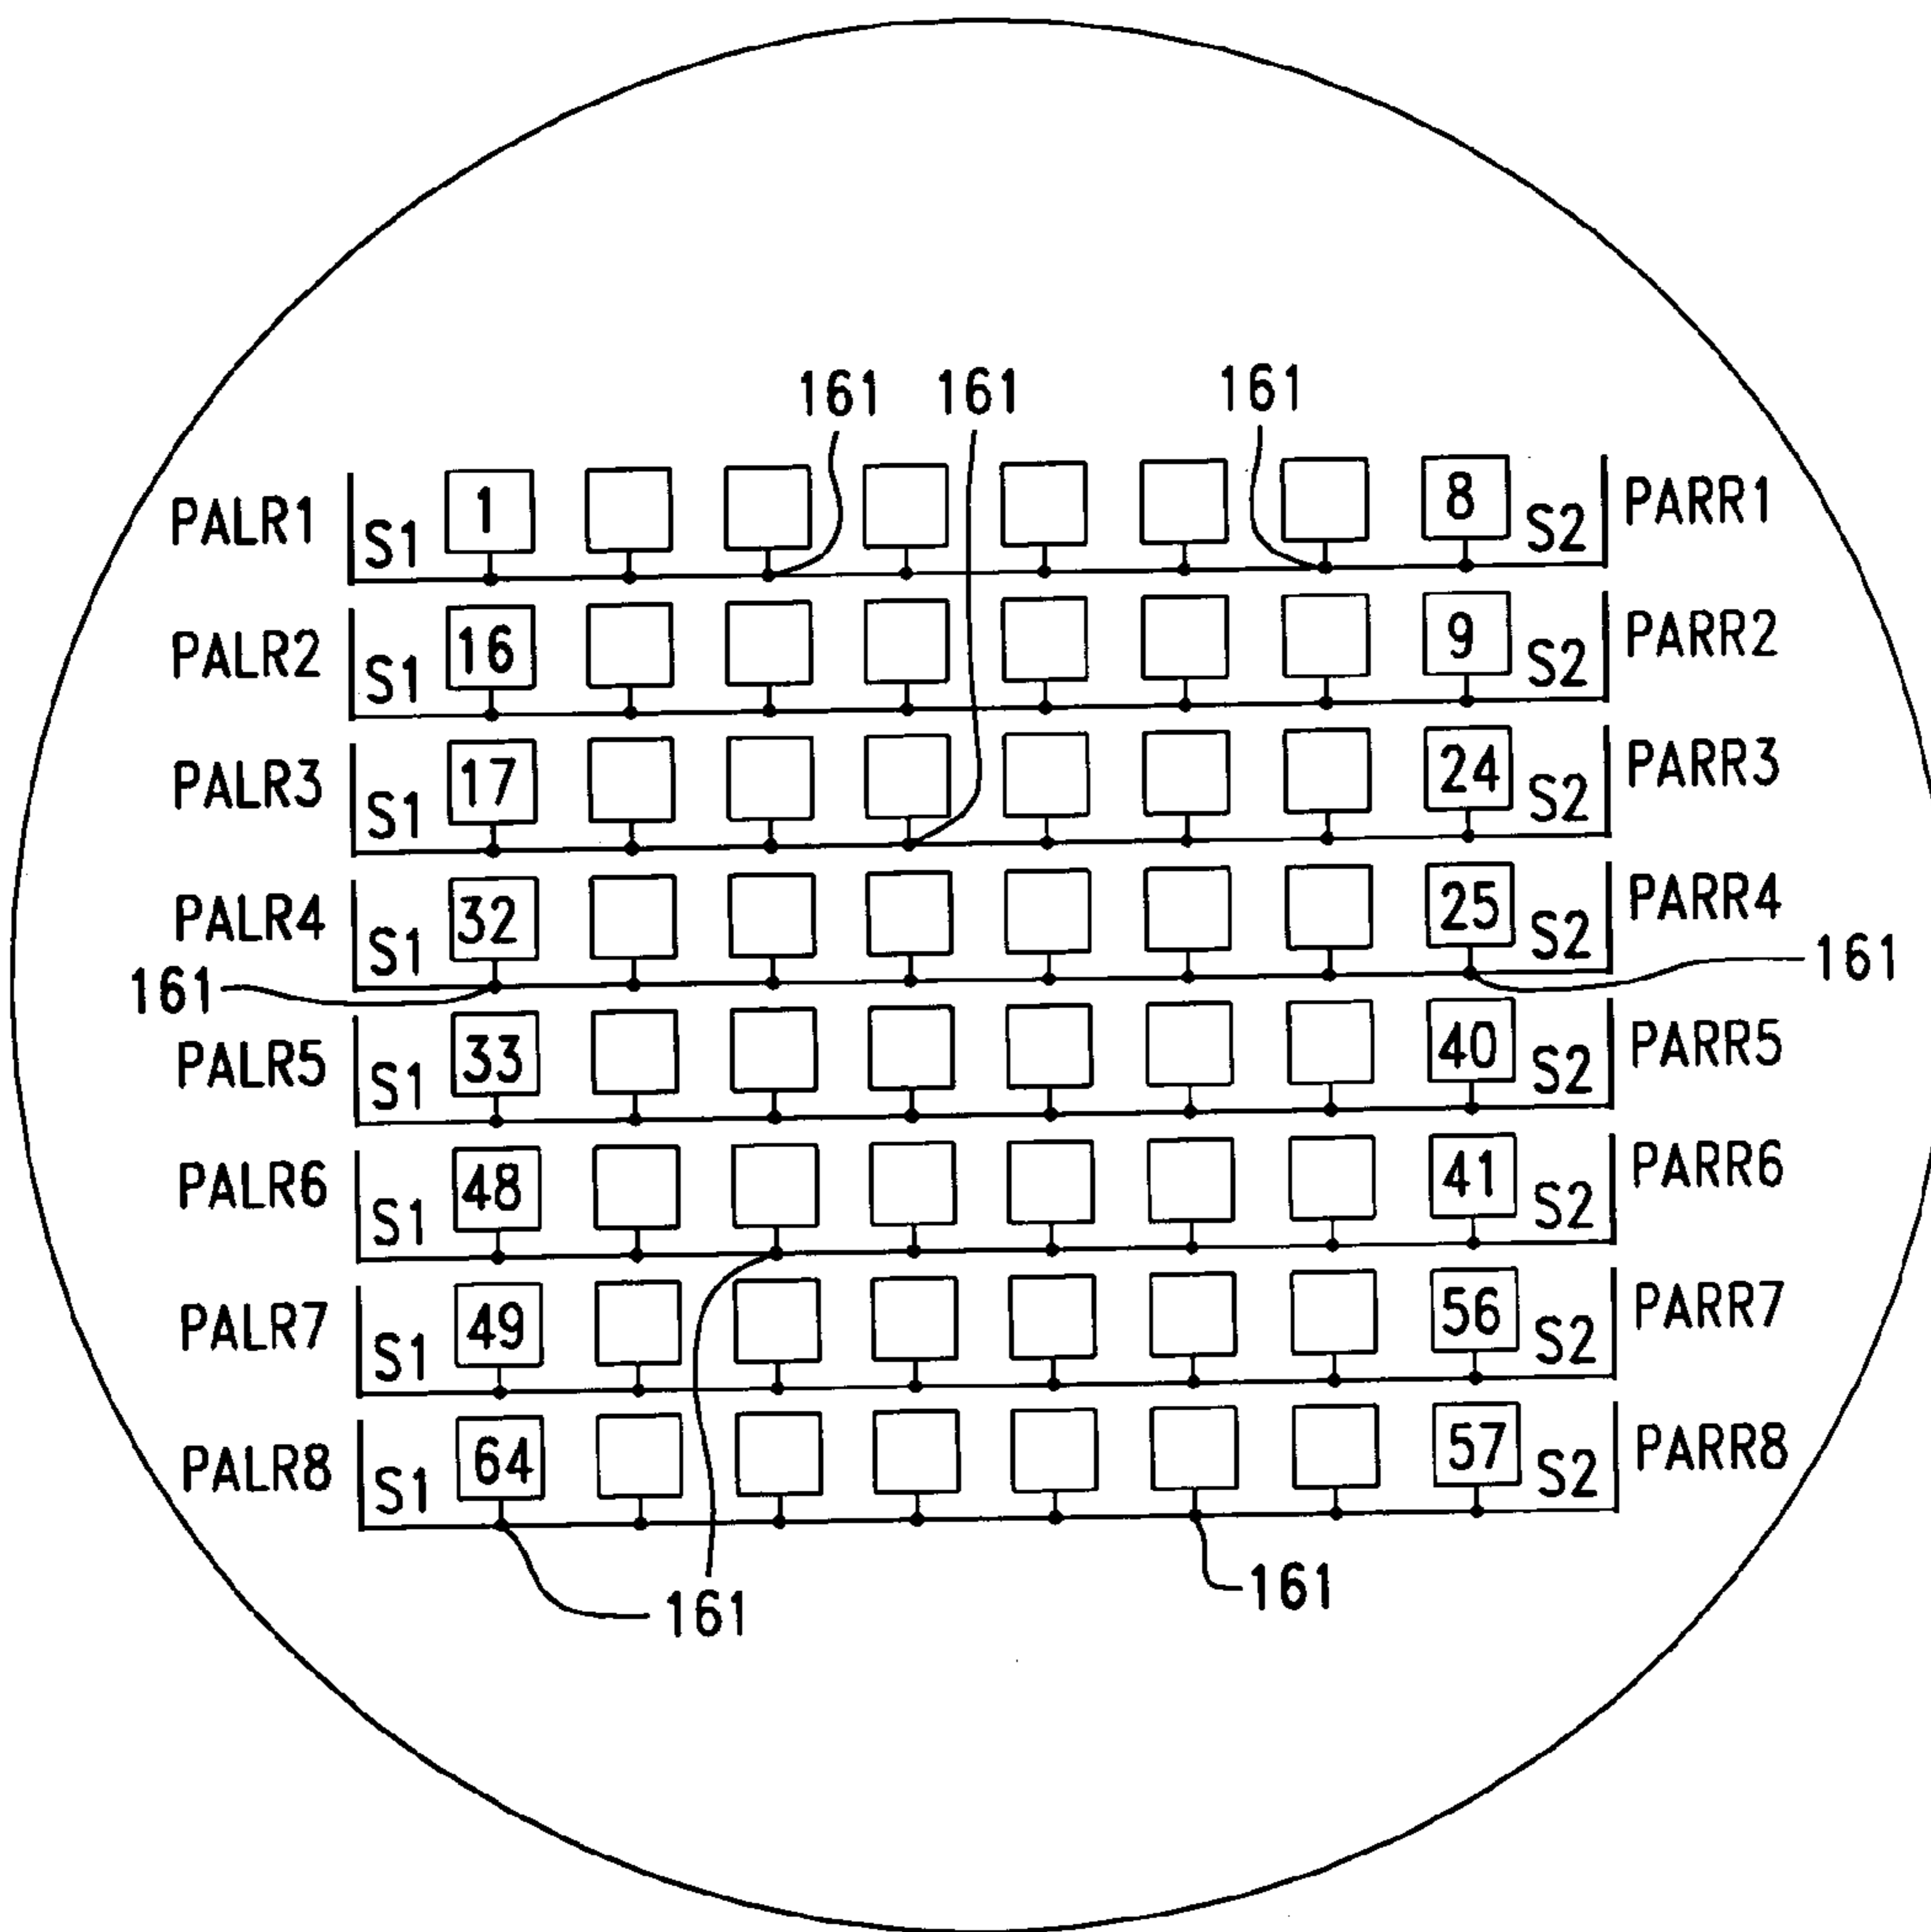 161 161 161
PALR1 S1 1 8 S2 PARR1
PALR2 S1 16 9 S2 PARR2
PALR3 S1 17 24 S2 PARR3
PALR4 S1 32 25 S2 PARR4
161 161
PALR5 S1 33 40 S2 PARR5
PALR6 S1 48 41 S2 PARR6
PALR7 S1 49 56 S2 PARR7
PALR8 S1 64 57 S2 PARR8
161 161